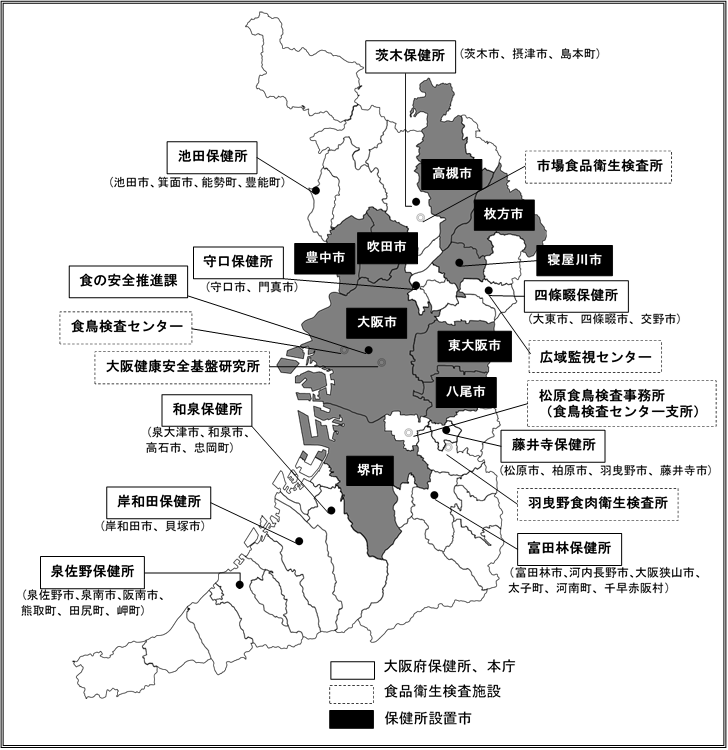 茨木保健所
(茨木市、摂津市、島本町)
池田保健所
(池田市、箕面市、能勢町、豊能町)
高槻市
市場食品衛生検査所
枚方市
吹田市
豊中市
守口保健所
(守口市、門真市)
寝屋川市
食の安全推進課
四條畷保健所
(大東市、四條畷市、交野市)
食鳥検査センター
大阪市
東大阪市
広域監視センター
大阪健康安全基盤研究所
八尾市
松原食鳥検査事務所
(食鳥検査センター支所)
和泉保健所
(泉大津市、和泉市、
高石市、忠岡町)
藤井寺保健所
(松原市、柏原市、羽曳野市、藤井寺市)
堺市
岸和田保健所
(岸和田市、貝塚市)
羽曳野食肉衛生検査所
富田林保健所
(富田林市、河内長野市、大阪狭山市、
太子町、河南町、千早赤阪村)
泉佐野保健所
(泉佐野市、泉南市、阪南市、
熊取町、田尻町、岬町)
大阪府保健所、本庁
食品衛生検査施設
保健所設置市